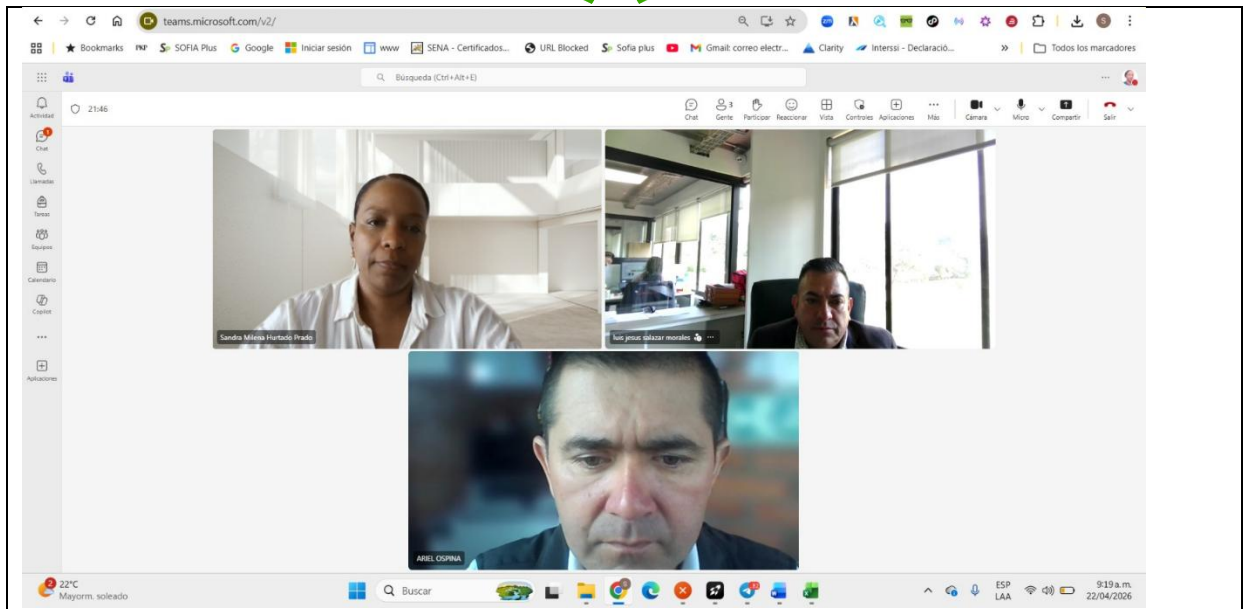 teams.microsoft.com/v2/
Bookmarks SOFIA Plus Google Iniciar sesión www SENA - Certificados... URL Blocked Sofia plus Gmail: correo electr... Clarity Interssi - Declaració... » Todos los marcadores
Búsqueda (Ctrl+Alt+E)
21:46
Chat Gente 3 Participar Reaccionar Vista Controles Aplicaciones Más Cámara Micro Compartir Salir
Actividad
Chat
Llamadas
Tareas
Equipos
Calendario
Copilot
Aplicaciones
Sandra Milena Hurtado Prado
luis jesus salazar morales
ARIEL OSPINA
22°C
Mayorm. soleado
Buscar
ESP
LAA
9:19 a.m.
22/04/2026